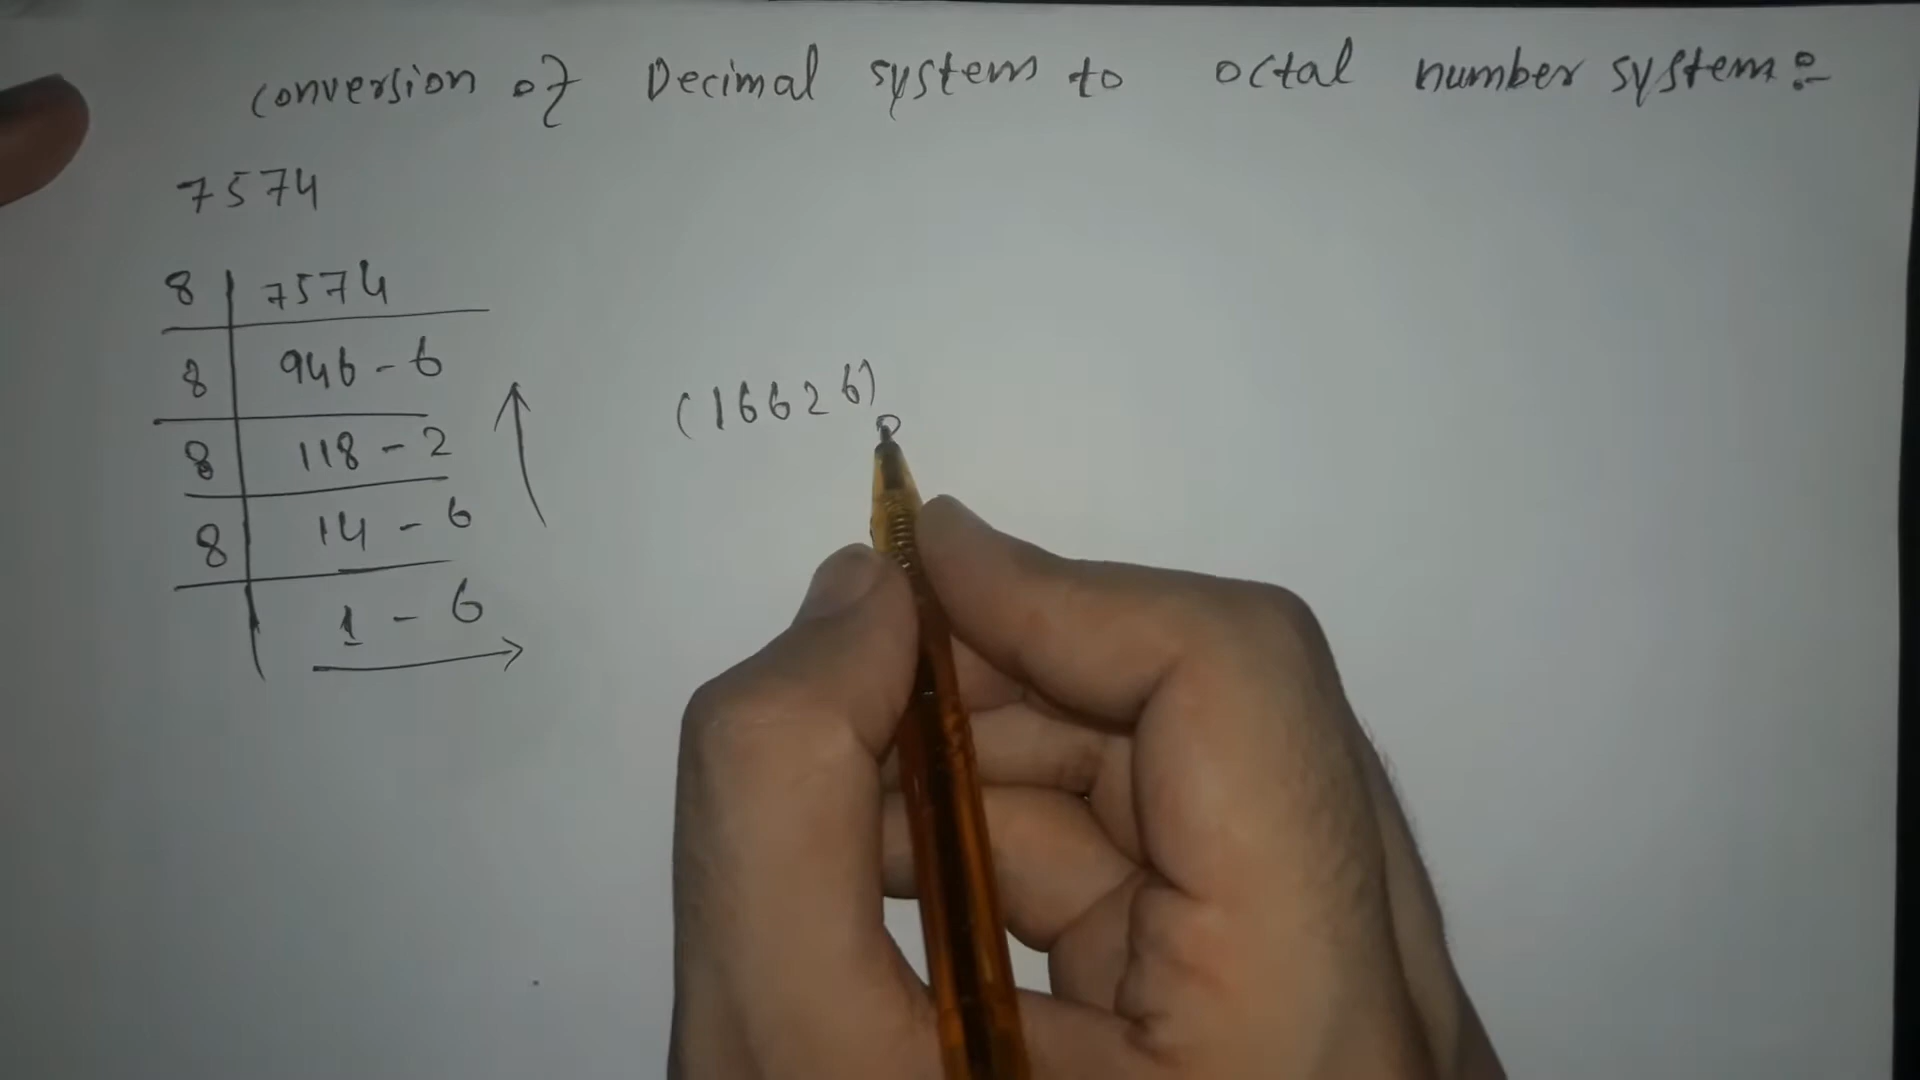 conversion of Decimal system to octal number system:-
7574
8 7574
8 946 - 6
8 118 - 2
8 14 - 6
1 - 6
(16626)8